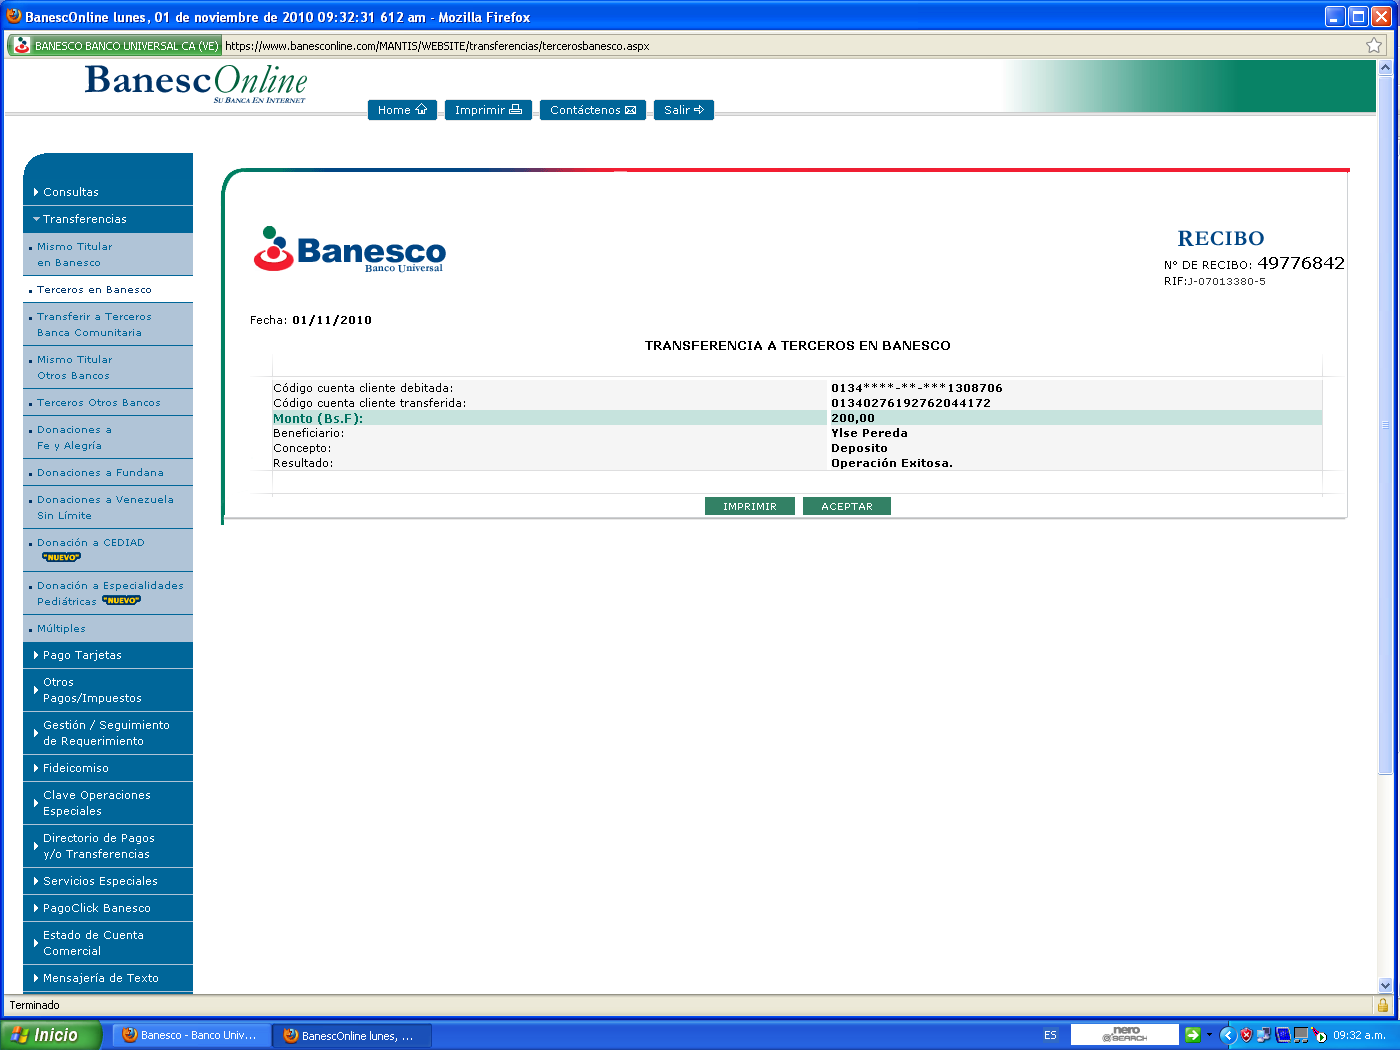 BanescOnline lunes, 01 de noviembre de 2010 09:32:31 612 am - Mozilla Firefox
BANESCO BANCO UNIVERSAL CA (VE) https://www.banesconline.com/MANTIS/WEBSITE/transferencias/tercerosbanesco.aspx
BanescOnline
SU BANCA EN INTERNET
Home Imprimir Contáctenos Salir
Consultas
Transferencias
Mismo Titular
en Banesco
Terceros en Banesco
Transferir a Terceros
Banca Comunitaria
Mismo Titular
Otros Bancos
Terceros Otros Bancos
Donaciones a
Fe y Alegría
Donaciones a Fundana
Donaciones a Venezuela
Sin Límite
Donación a CEDIAD
"NUEVO"
Donación a Especialidades
Pediátricas "NUEVO"
Múltiples
Pago Tarjetas
Otros
Pagos/Impuestos
Gestión / Seguimiento
de Requerimiento
Fideicomiso
Clave Operaciones
Especiales
Directorio de Pagos
y/o Transferencias
Servicios Especiales
PagoClick Banesco
Estado de Cuenta
Comercial
Mensajería de Texto
Banesco
Banco Universal
RECIBO
N° DE RECIBO: 49776842
RIF:J-07013380-5
Fecha: 01/11/2010
TRANSFERENCIA A TERCEROS EN BANESCO
Código cuenta cliente debitada: 0134****-**-***1308706
Código cuenta cliente transferida: 01340276192762044172
Monto (Bs.F): 200,00
Beneficiario: Ylse Pereda
Concepto: Deposito
Resultado: Operación Exitosa.
IMPRIMIR ACEPTAR
Terminado
Inicio Banesco - Banco Univ... BanescOnline lunes, ... ES nero @SEARCH 09:32 a.m.